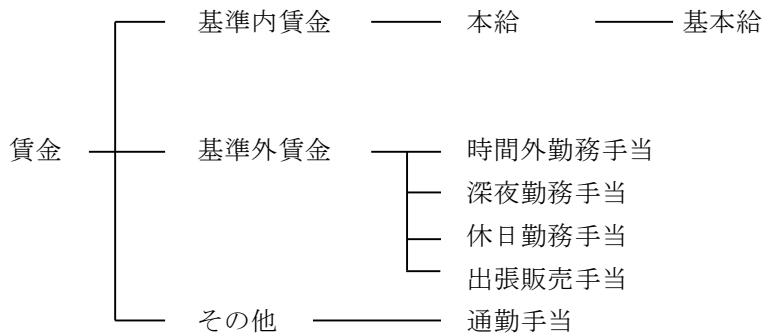 基準内賃金 本給 基本給
賃金 基準外賃金 時間外勤務手当
深夜勤務手当
休日勤務手当
出張販売手当
その他 通勤手当